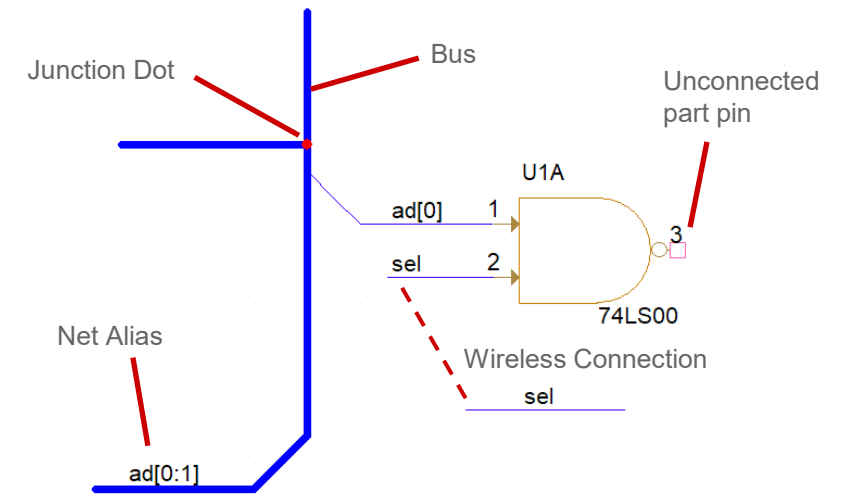 Bus
Junction Dot
Unconnected
part pin
U1A
ad[0]
1
3
sel
2
74LS00
Net Alias
Wireless Connection
sel
ad[0:1]